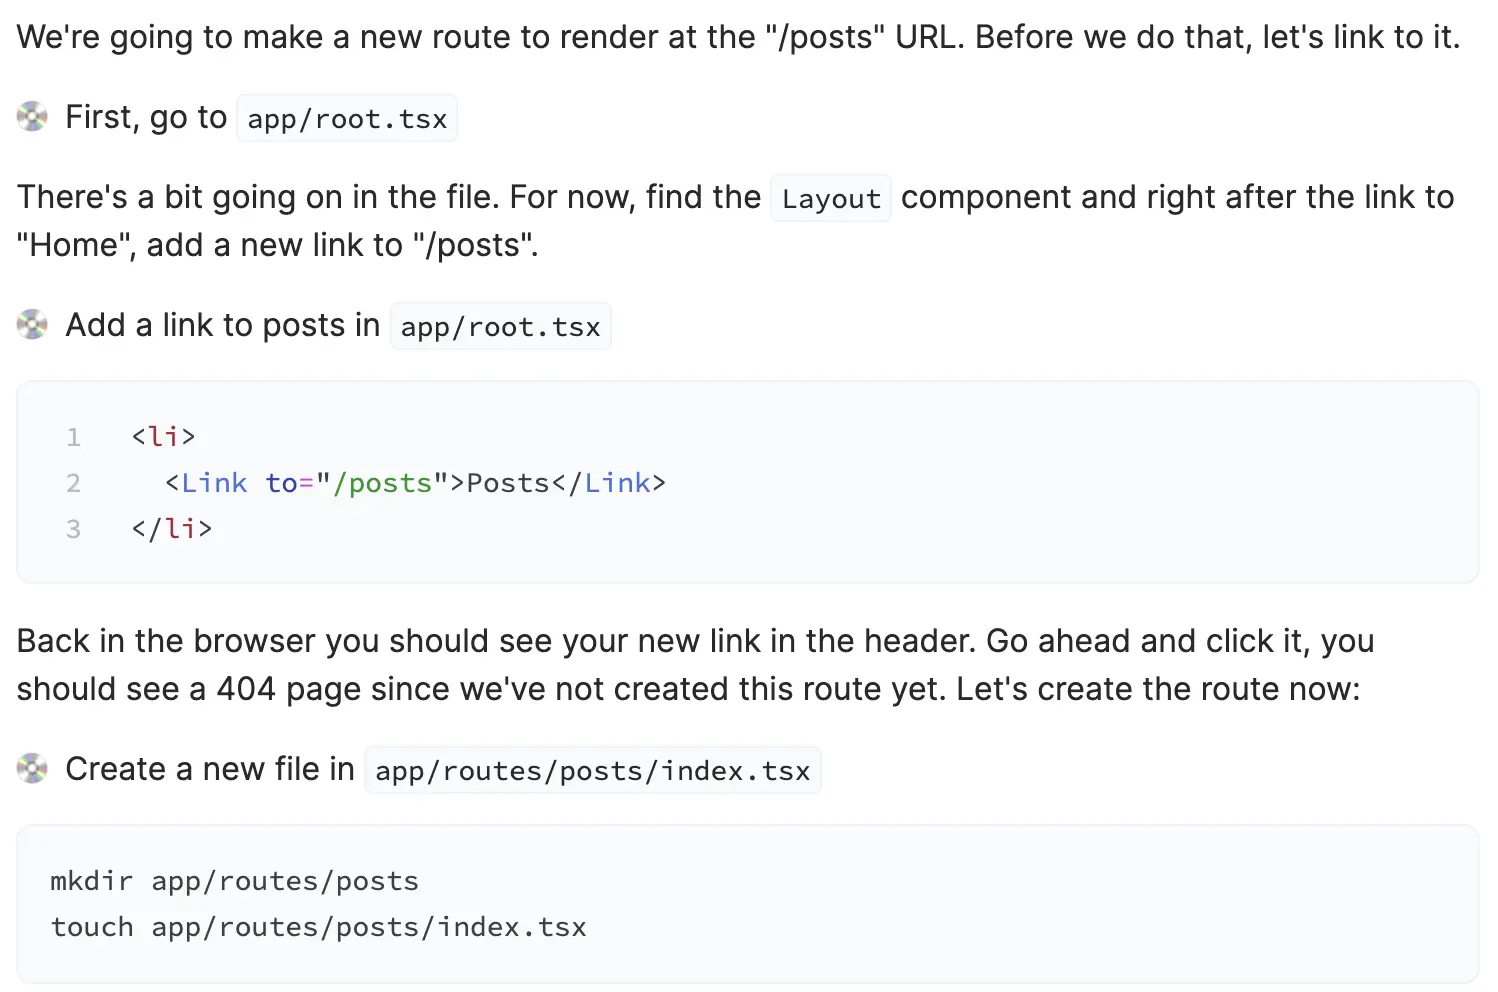 We're going to make a new route to render at the "/posts" URL. Before we do that, let's link to it.
First, go to app/root.tsx
There's a bit going on in the file. For now, find the Layout component and right after the link to
"Home", add a new link to "/posts".
Add a link to posts in app/root.tsx
1 <li>
2   <Link to="/posts">Posts</Link>
3 </li>
Back in the browser you should see your new link in the header. Go ahead and click it, you
should see a 404 page since we've not created this route yet. Let's create the route now:
Create a new file in app/routes/posts/index.tsx
mkdir app/routes/posts
touch app/routes/posts/index.tsx